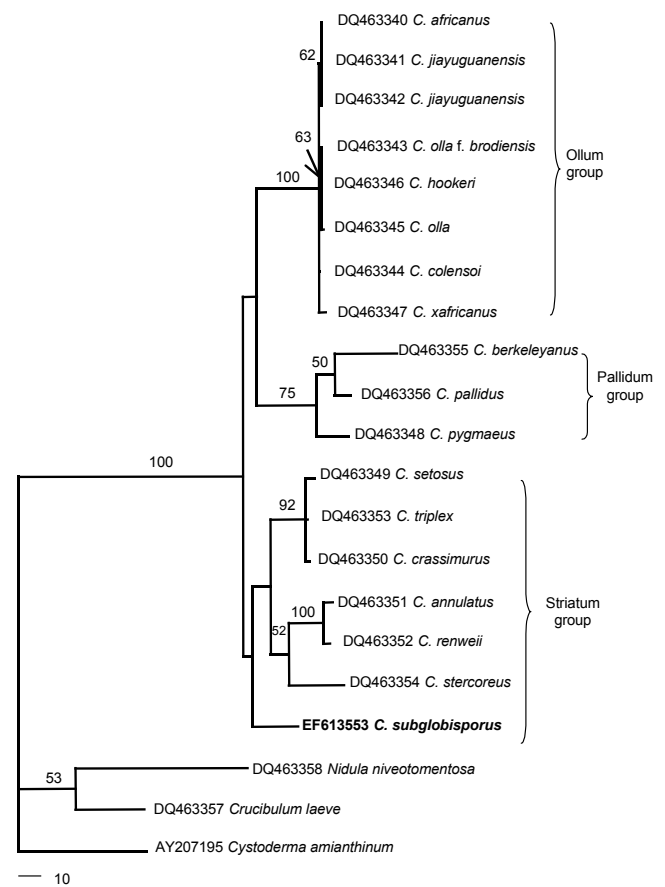 DQ463340 C. africanus
62
DQ463341 C. jiayuguanensis
DQ463342 C. jiayuguanensis
63
DQ463343 C. olla f. brodiensis
Ollum
group
100
DQ463346 C. hookeri
DQ463345 C. olla
DQ463344 C. colensoi
DQ463347 C. xafricanus
DQ463355 C. berkeleyanus
50
Pallidum
group
75
DQ463356 C. pallidus
DQ463348 C. pygmaeus
100
DQ463349 C. setosus
92
DQ463353 C. triplex
DQ463350 C. crassimurus
DQ463351 C. annulatus
100
Striatum
group
52
DQ463352 C. renweii
DQ463354 C. stercoreus
EF613553 C. subglobisporus
DQ463358 Nidula niveotomentosa
53
DQ463357 Crucibulum laeve
AY207195 Cystoderma amianthinum
10